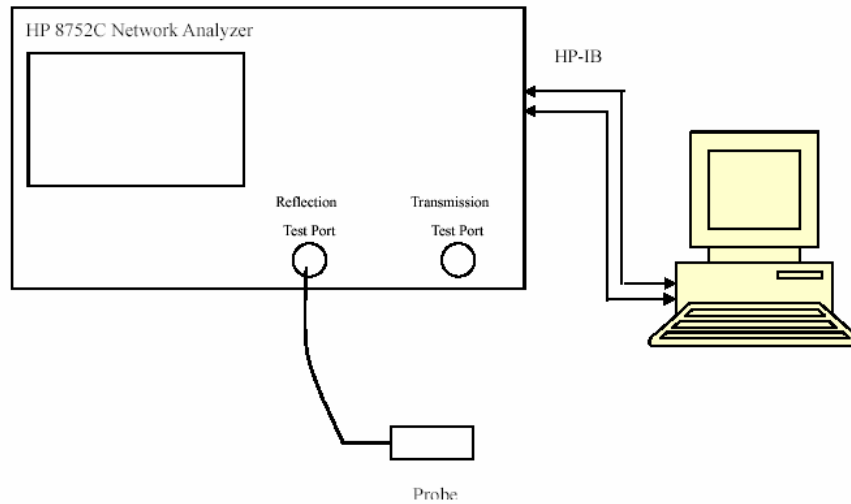 HP 8752C Network Analyzer
HP-IB
Reflection
Test Port
Transmission
Test Port
Probe